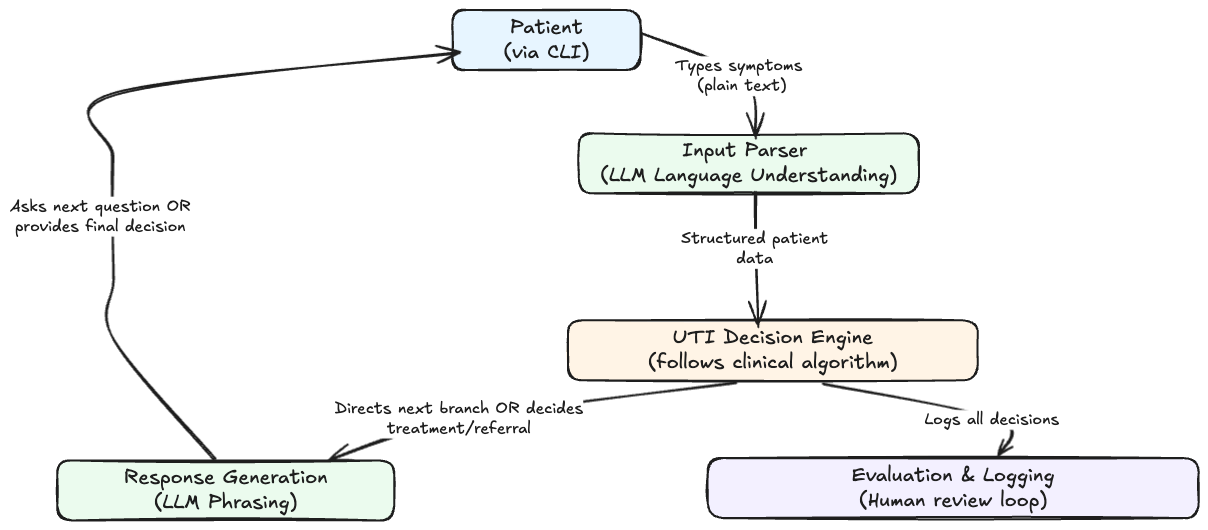 Patient
(via CLI)
Types symptoms
(plain text)
Input Parser
(LLM Language Understanding)
Asks next question OR
provides final decision
Structured patient
data
UTI Decision Engine
(follows clinical algorithm)
Directs next branch OR decides
treatment/referral
Logs all decisions
Response Generation
(LLM Phrasing)
Evaluation & Logging
(Human review loop)